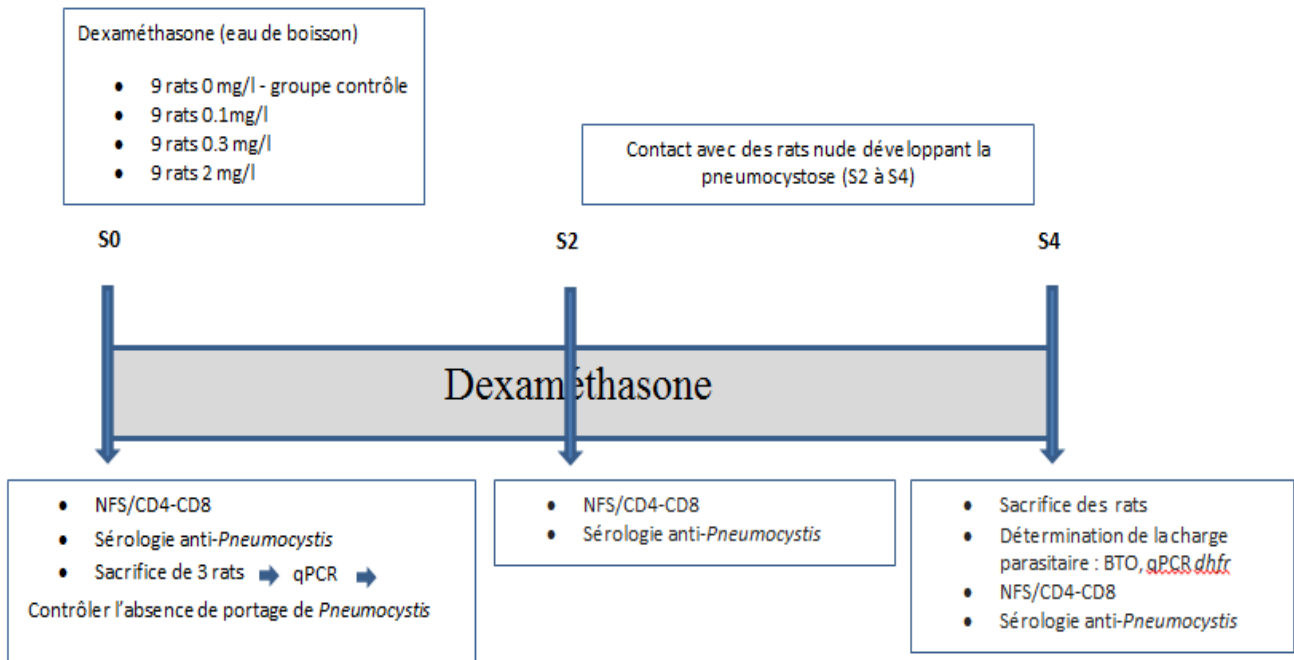 Dexaméthasone (eau de boisson)
• 9 rats 0 mg/l - groupe contrôle
• 9 rats 0.1mg/l
• 9 rats 0.3 mg/l
• 9 rats 2 mg/l
Contact avec des rats nude développant la
pneumocystose (S2 à S4)
S0
S2
S4
Dexaméthasone
• NFS/CD4-CD8
• Sérologie anti-Pneumocystis
• Sacrifice de 3 rats ➡ qPCR ➡
Contrôler l’absence de portage de Pneumocystis
• NFS/CD4-CD8
• Sérologie anti-Pneumocystis
• Sacrifice des rats
• Détermination de la charge
parasitaire : BTO, qPCR dhfr
• NFS/CD4-CD8
• Sérologie anti-Pneumocystis